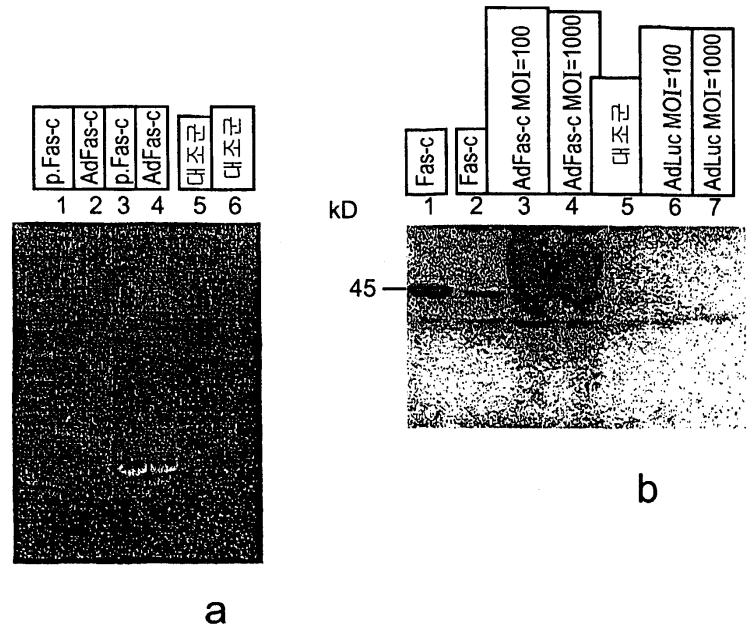 p.Fas-c
AdFas-c
p.Fas-c
AdFas-c
대조군
대조군
1 2 3 4 5 6
a
Fas-c
Fas-c
AdFas-c MOI=100
AdFas-c MOI=1000
대조군
AdLuc MOI=100
AdLuc MOI=1000
kD
1 2 3 4 5 6 7
45
b